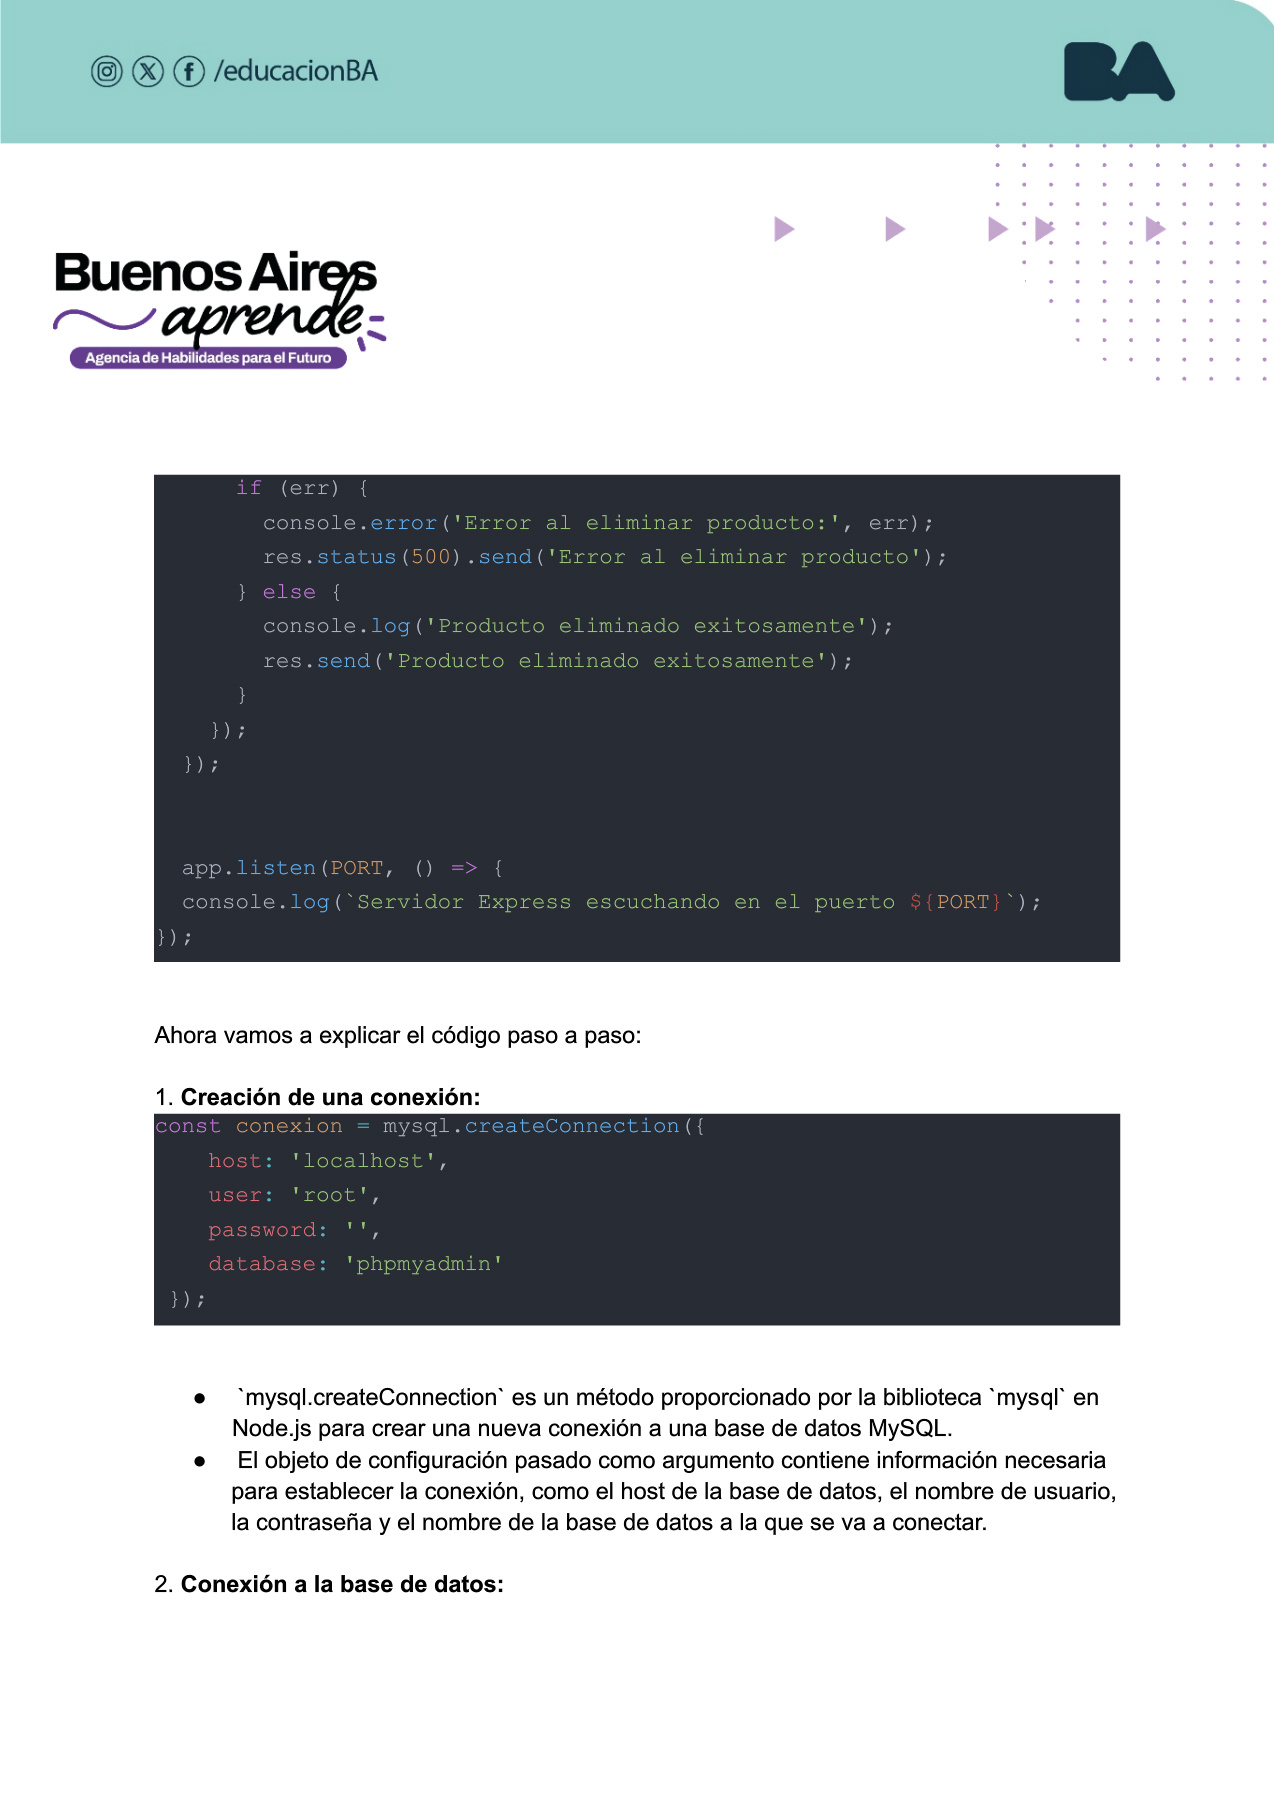 /educacionBA
BA
Buenos Aires
aprende
Agencia de Habilidades para el Futuro
if (err) {
console.error('Error al eliminar producto:', err);
res.status(500).send('Error al eliminar producto');
} else {
console.log('Producto eliminado exitosamente');
res.send('Producto eliminado exitosamente');
}
});
});
app.listen(PORT, () => {
console.log(`Servidor Express escuchando en el puerto ${PORT}`);
});
Ahora vamos a explicar el código paso a paso:
1. Creación de una conexión:
const conexion = mysql.createConnection({
host: 'localhost',
user: 'root',
password: '',
database: 'phpmyadmin'
});
● `mysql.createConnection` es un método proporcionado por la biblioteca `mysql` en
Node.js para crear una nueva conexión a una base de datos MySQL.
● El objeto de configuración pasado como argumento contiene información necesaria
para establecer la conexión, como el host de la base de datos, el nombre de usuario,
la contraseña y el nombre de la base de datos a la que se va a conectar.
2. Conexión a la base de datos: